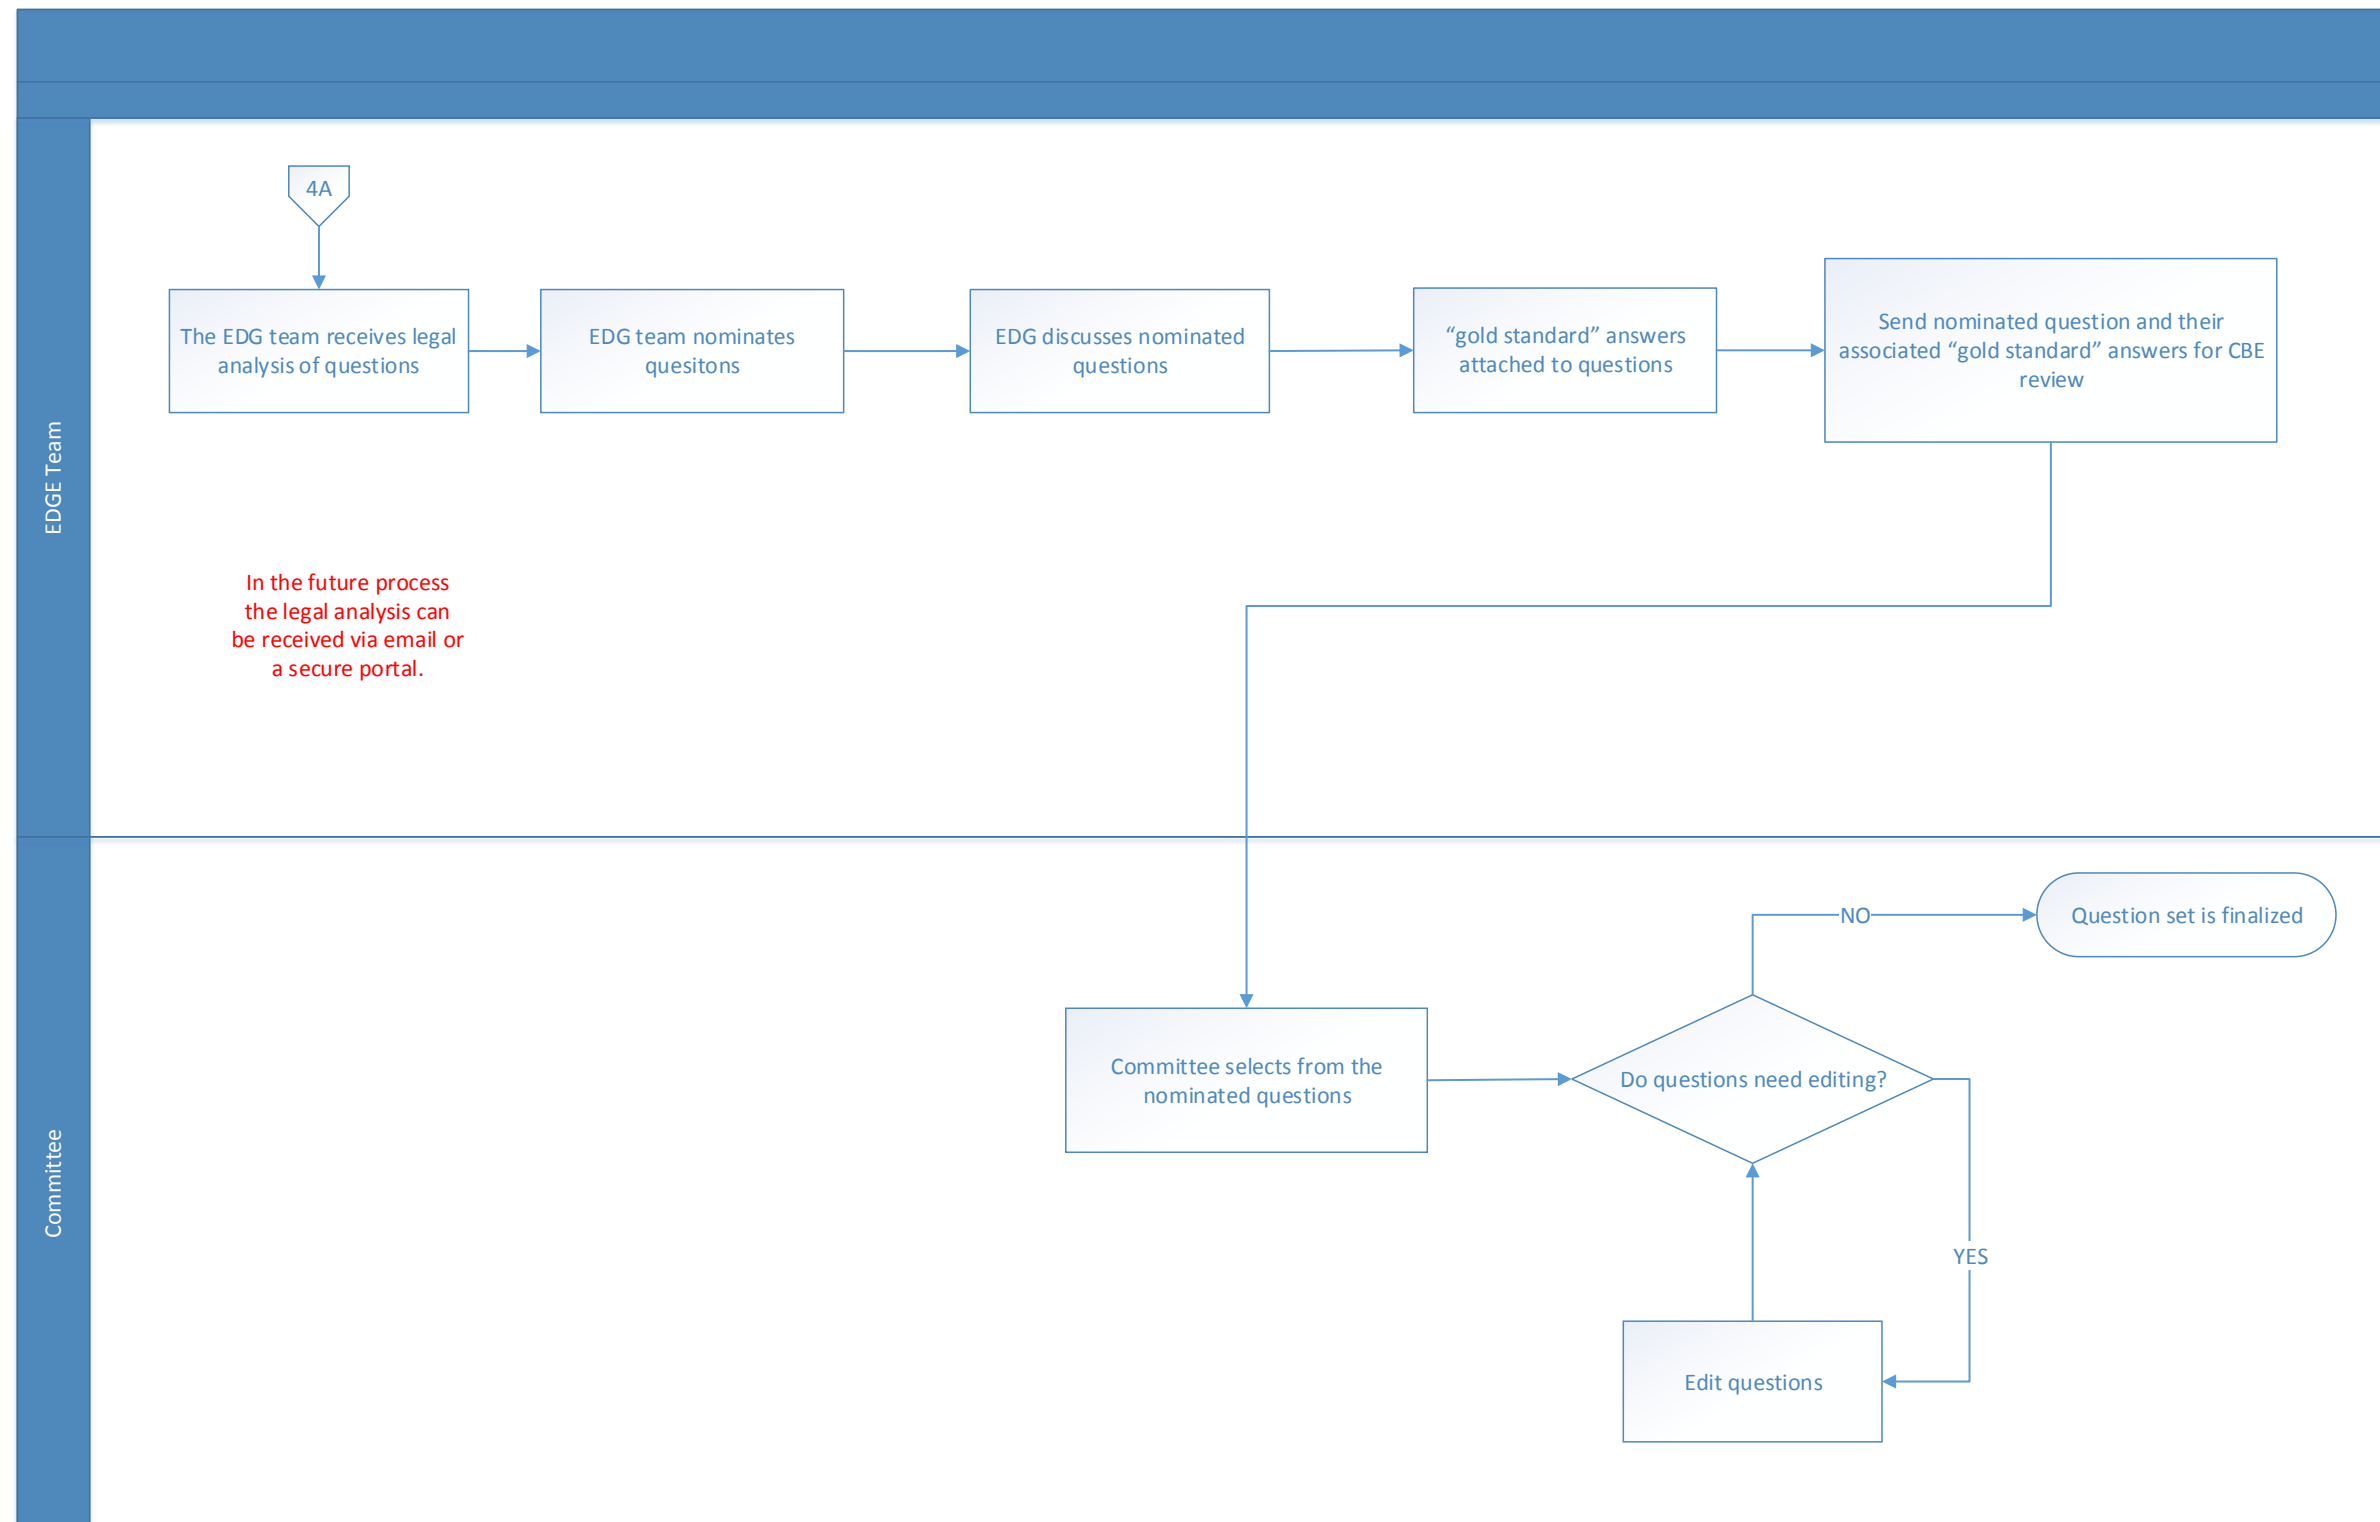 4A
The EDG team receives legal
analysis of questions
EDG team nominates
quesitons
EDG discusses nominated
questions
“gold standard” answers
attached to questions
Send nominated question and their
associated “gold standard” answers for CBE
review
EDGE Team
In the future process
the legal analysis can
be received via email or
a secure portal.
Committee
Committee selects from the
nominated questions
Do questions need editing?
NO
Question set is finalized
YES
Edit questions